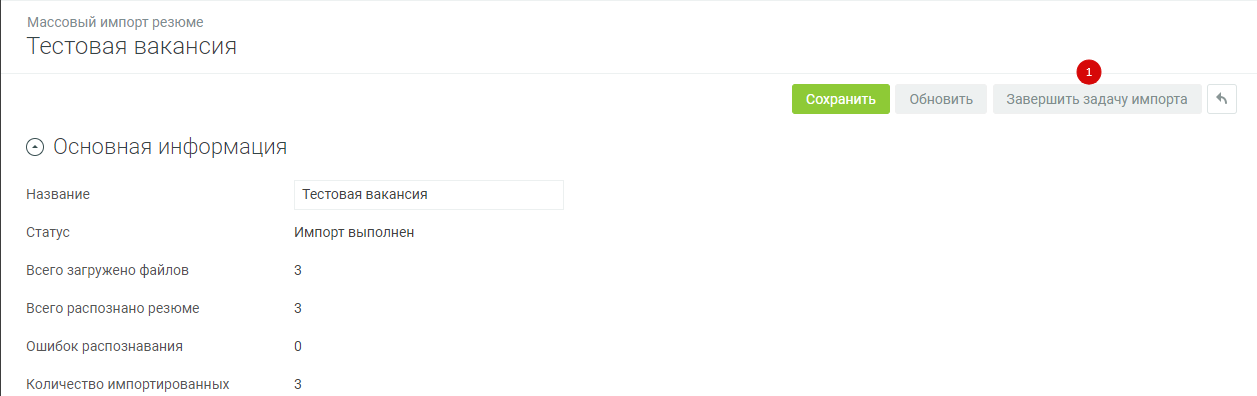 Массовый импорт резюме
Тестовая вакансия
1
Сохранить Обновить Завершить задачу импорта
Основная информация
Название Тестовая вакансия
Статус Импорт выполнен
Всего загружено файлов 3
Всего распознано резюме 3
Ошибок распознавания 0
Количество импортированных 3